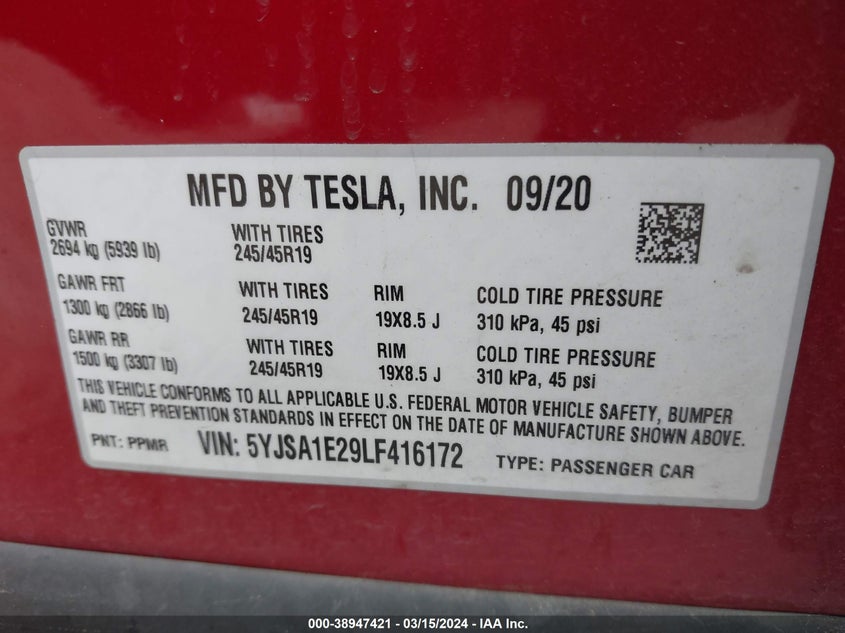 MFD BY TESLA, INC. 09/20
GVWR
2694 kg (5939 lb)
WITH TIRES
245/45R19
GAWR FRT
1300 kg (2866 lb)
WITH TIRES
245/45R19
RIM
19X8.5 J
COLD TIRE PRESSURE
310 kPa, 45 psi
GAWR RR
1500 kg (3307 lb)
WITH TIRES
245/45R19
RIM
19X8.5 J
COLD TIRE PRESSURE
310 kPa, 45 psi
THIS VEHICLE CONFORMS TO ALL APPLICABLE U.S. FEDERAL MOTOR VEHICLE SAFETY, BUMPER
AND THEFT PREVENTION STANDARDS IN EFFECT ON THE DATE OF MANUFACTURE SHOWN ABOVE.
PNT: PPMR VIN: 5YJSA1E29LF416172 TYPE: PASSENGER CAR
000-38947421 - 03/15/2024 - IAA Inc.